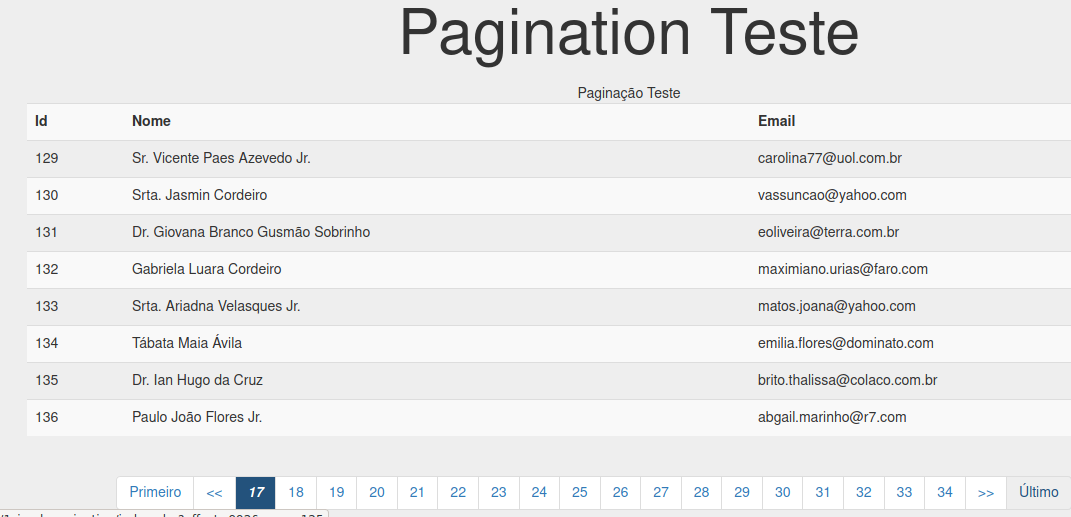 Pagination Teste
Paginação Teste
Id Nome Email
129 Sr. Vicente Paes Azevedo Jr. carolina77@uol.com.br
130 Srta. Jasmin Cordeiro vassuncao@yahoo.com
131 Dr. Giovana Branco Gusmão Sobrinho eoliveira@terra.com.br
132 Gabriela Luara Cordeiro maximiano.urias@faro.com
133 Srta. Ariadna Velasques Jr. matos.joana@yahoo.com
134 Tábata Maia Ávila emilia.flores@dominato.com
135 Dr. Ian Hugo da Cruz brito.thalissa@colaco.com.br
136 Paulo João Flores Jr. abgail.marinho@r7.com
Primeiro << 17 18 19 20 21 22 23 24 25 26 27 28 29 30 31 32 33 34 >> Último